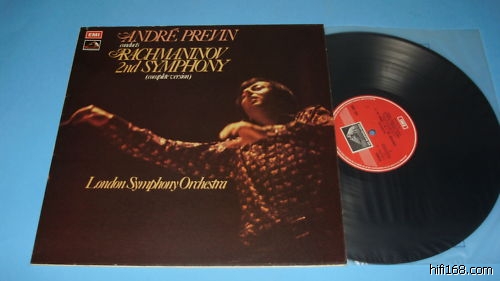 EMI
ANDRÉ PREVIN
conducts
RACHMANINOV
2nd SYMPHONY
(complete version)
London Symphony Orchestra
EMI
hifi168.com